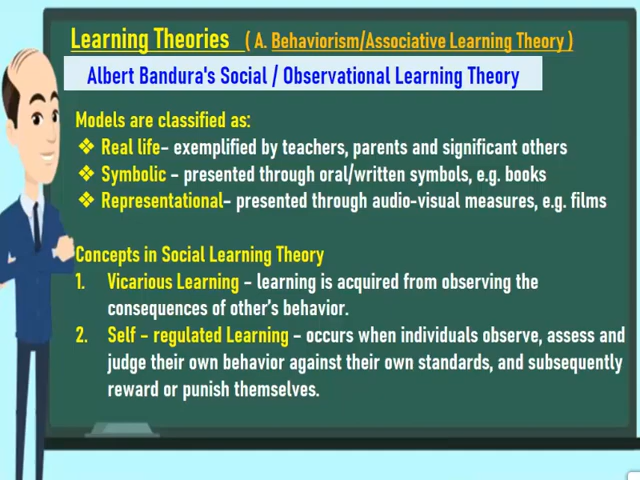 Learning Theories ( A. Behaviorism/Associative Learning Theory )
Albert Bandura's Social / Observational Learning Theory
Models are classified as:
❖ Real life– exemplified by teachers, parents and significant others
❖ Symbolic – presented through oral/written symbols, e.g. books
❖ Representational– presented through audio-visual measures, e.g. films
Concepts in Social Learning Theory
1. Vicarious Learning – learning is acquired from observing the
consequences of other's behavior.
2. Self – regulated Learning – occurs when individuals observe, assess and
judge their own behavior against their own standards, and subsequently
reward or punish themselves.